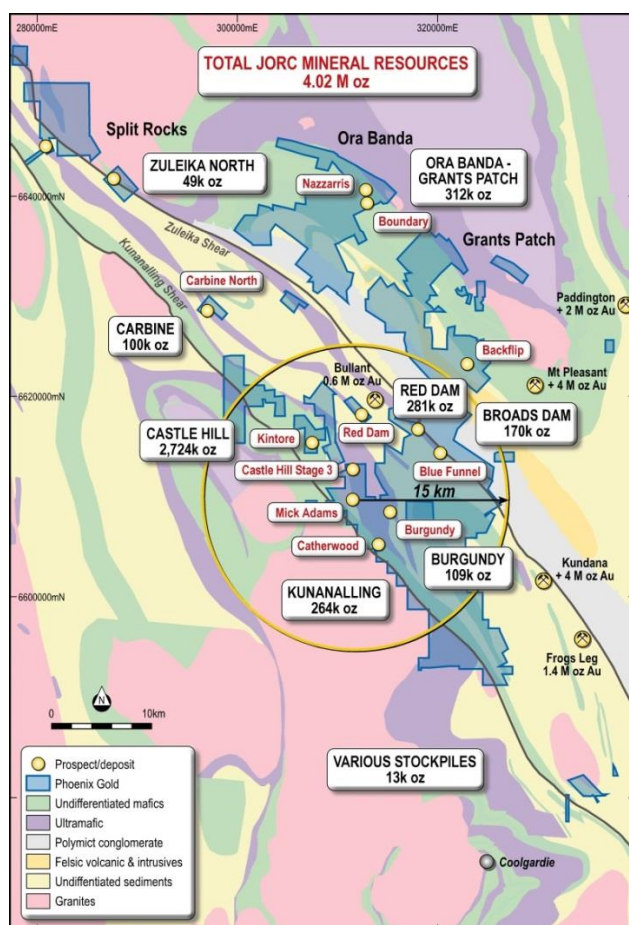 280000mE
300000mE
320000mE
TOTAL JORC MINERAL RESOURCES
4.02 M oz
Split Rocks
Ora Banda
ZULEIKA NORTH
49k oz
ORA BANDA -
GRANTS PATCH
312k oz
Nazzarris
6640000mN
Boundary
Zuleika Shear
Grants Patch
Kunanalling Shear
Carbine North
Paddington
+ 2 M oz Au
CARBINE
100k oz
Backflip
Bullant
0.6 M oz Au
Mt Pleasant
+ 4 M oz Au
6620000mN
RED DAM
281k oz
BROADS DAM
170k oz
CASTLE HILL
2,724k oz
Kintore
Red Dam
Castle Hill Stage 3
Blue Funnel
15 km
Mick Adams
Burgundy
Catherwood
BURGUNDY
109k oz
Kundana
+ 4 M oz Au
KUNANALLING
264k oz
6600000mN
Frogs Leg
1.4 M oz Au
N
0
10km
VARIOUS STOCKPILES
13k oz
Prospect/deposit
Phoenix Gold
Undifferentiated mafics
Ultramafic
Polymict conglomerate
Felsic volcanic & intrusives
Undiffentiated sediments
Granites
Coolgardie